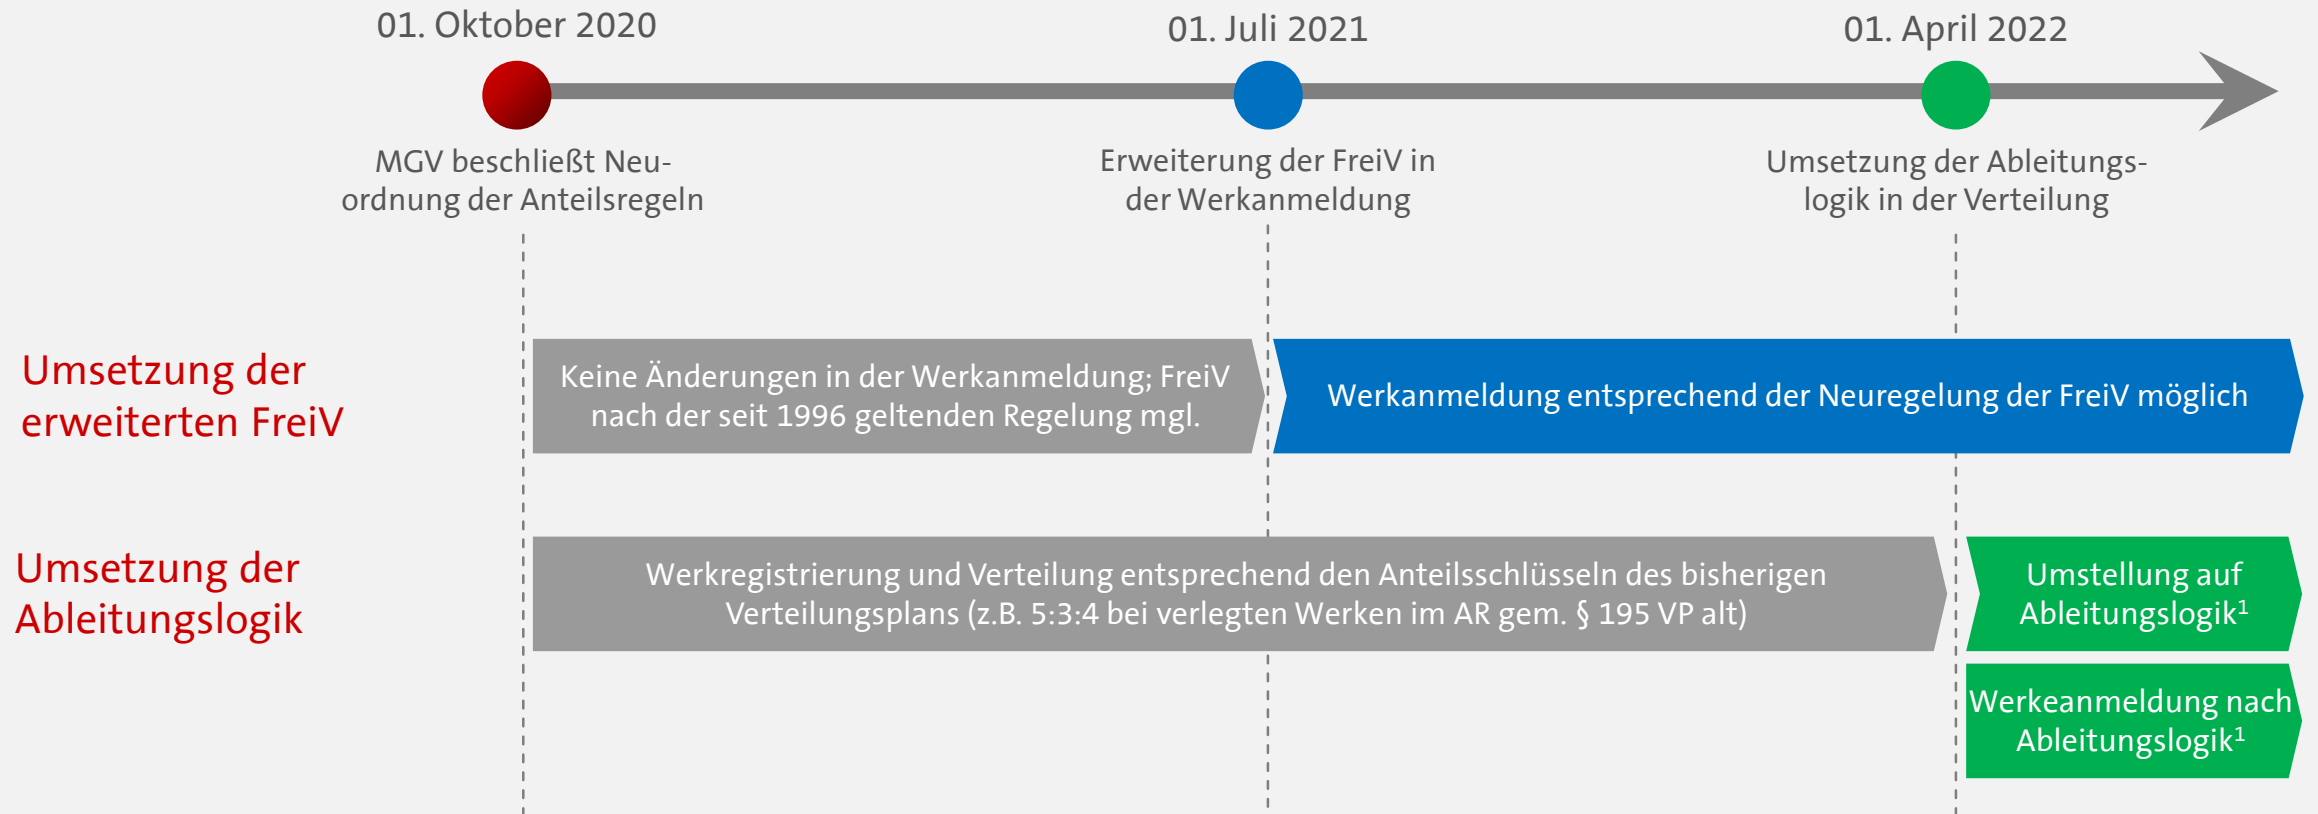 01. Oktober 2020
01. Juli 2021
01. April 2022
MGV beschließt Neu-
ordnung der Anteilsregeln
Erweiterung der FreiV in
der Werkanmeldung
Umsetzung der Ableitungs-
logik in der Verteilung
Umsetzung der
erweiterten FreiV
Keine Änderungen in der Werkanmeldung; FreiV
nach der seit 1996 geltenden Regelung mgl.
Werkanmeldung entsprechend der Neuregelung der FreiV möglich
Umsetzung der
Ableitungslogik
Werkregistrierung und Verteilung entsprechend den Anteilsschlüsseln des bisherigen
Verteilungsplans (z.B. 5:3:4 bei verlegten Werken im AR gem. § 195 VP alt)
Umstellung auf
Ableitungslogik¹
Werkeanmeldung nach
Ableitungslogik¹